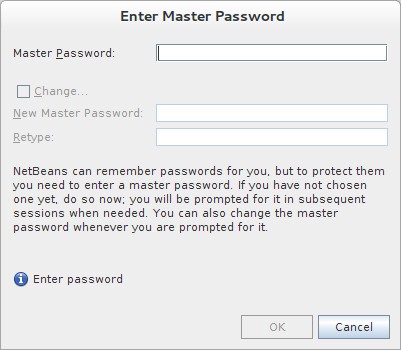 Enter Master Password
Master Password:
Change...
New Master Password:
Retype:
NetBeans can remember passwords for you, but to protect them
you need to enter a master password. If you have not chosen
one yet, do so now; you will be prompted for it in subsequent
sessions when needed. You can also change the master
password whenever you are prompted for it.
Enter password
OK
Cancel